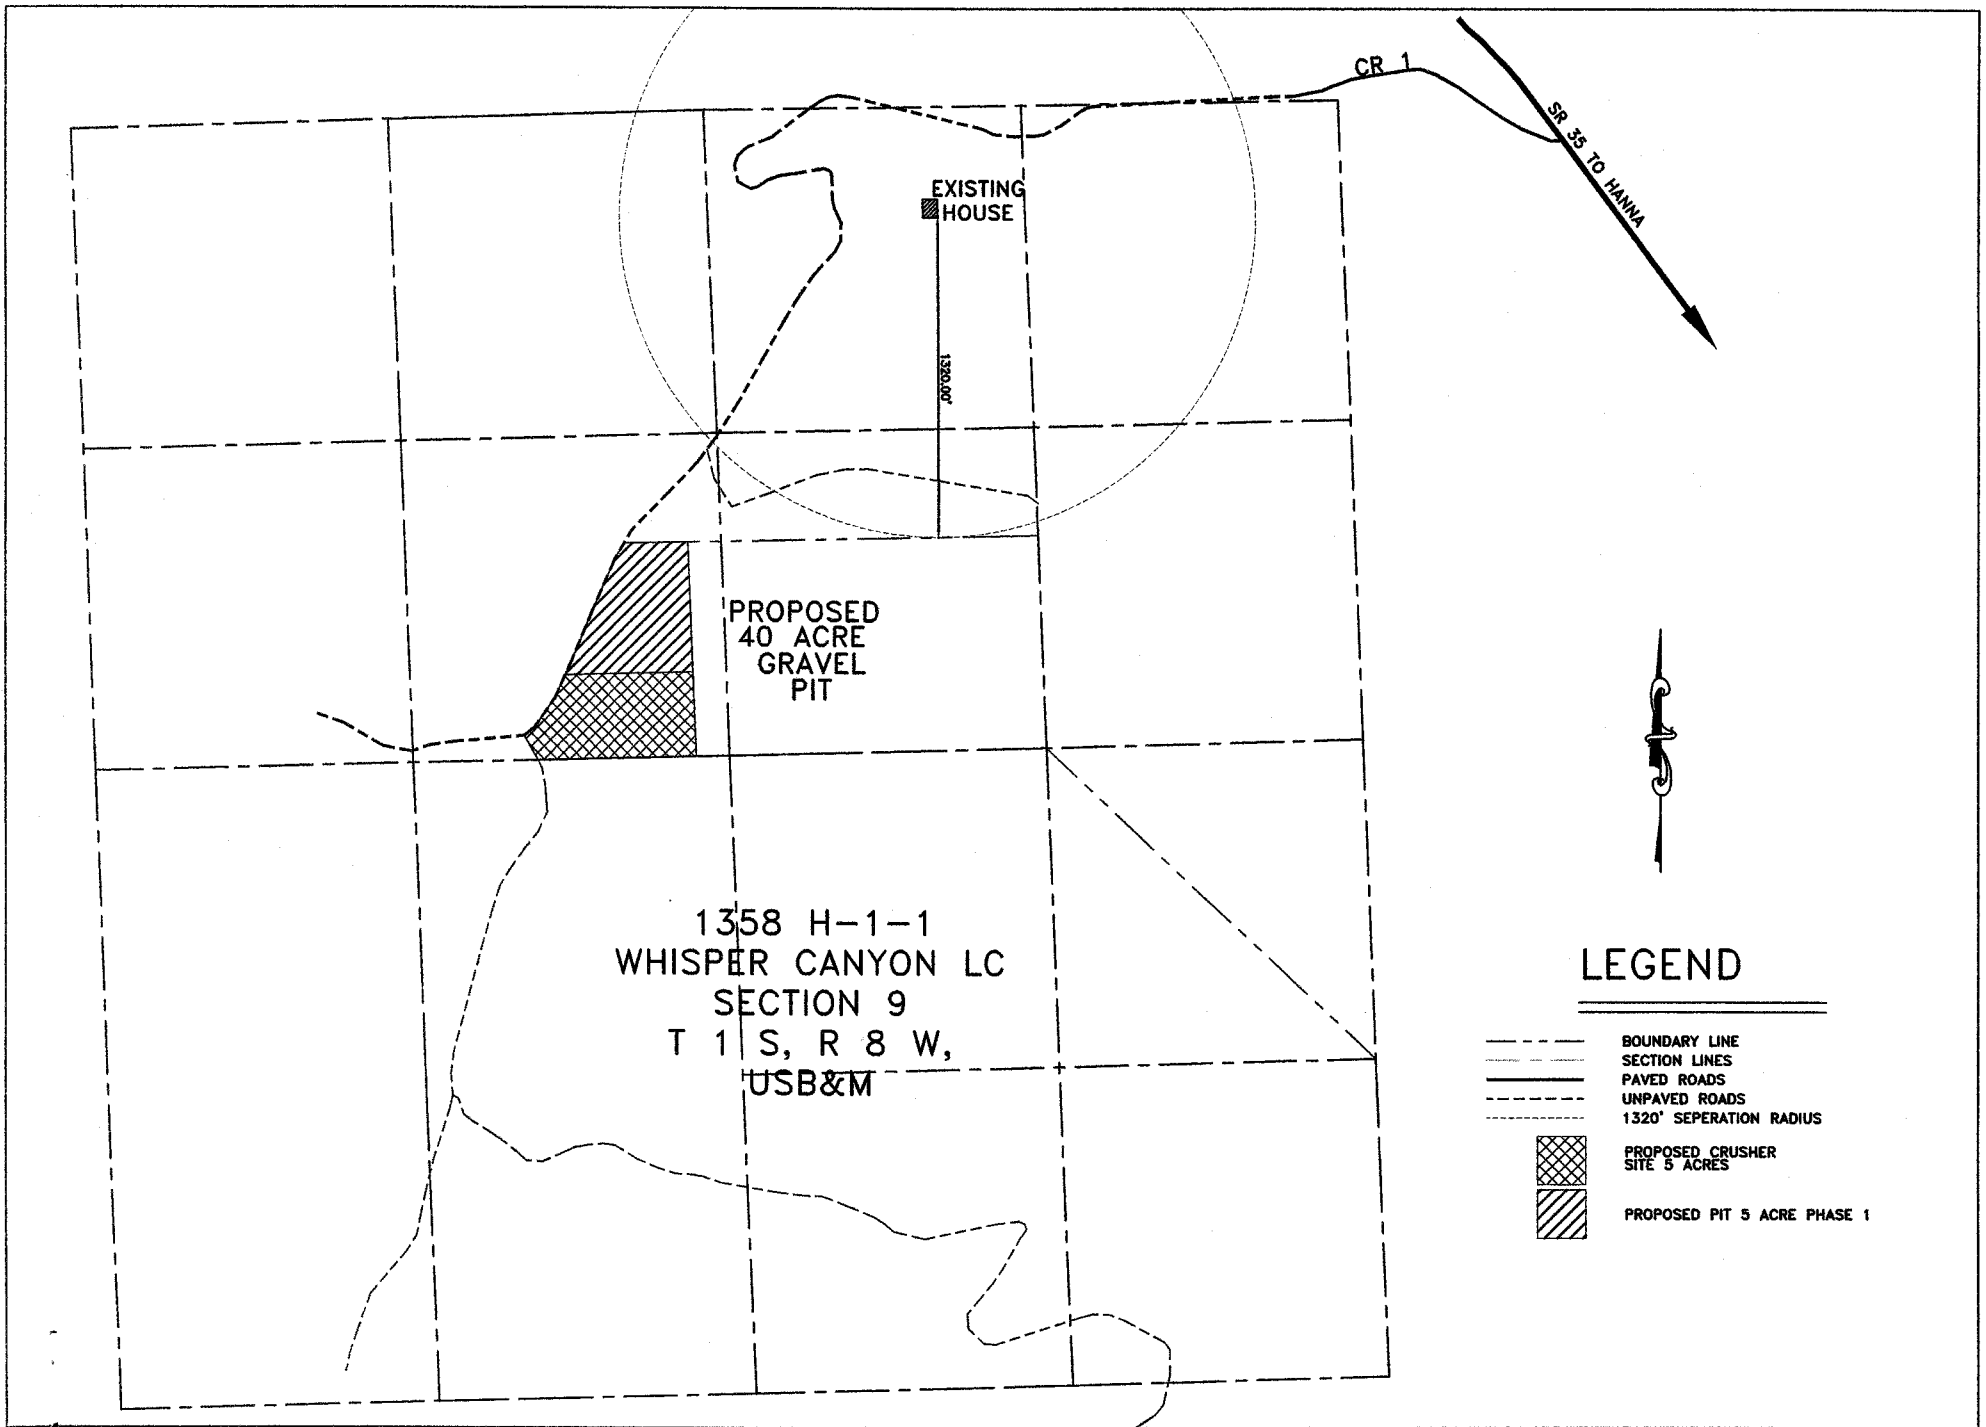 CR 1
SR 35 TO HANNA
EXISTING
HOUSE
1320.00'
PROPOSED
40 ACRE
GRAVEL
PIT
1358 H-1-1
WHISPER CANYON LC
SECTION 9
T 1 S, R 8 W,
USB&M
LEGEND
BOUNDARY LINE
SECTION LINES
PAVED ROADS
UNPAVED ROADS
1320' SEPERATION RADIUS
PROPOSED CRUSHER
SITE 5 ACRES
PROPOSED PIT 5 ACRE PHASE 1